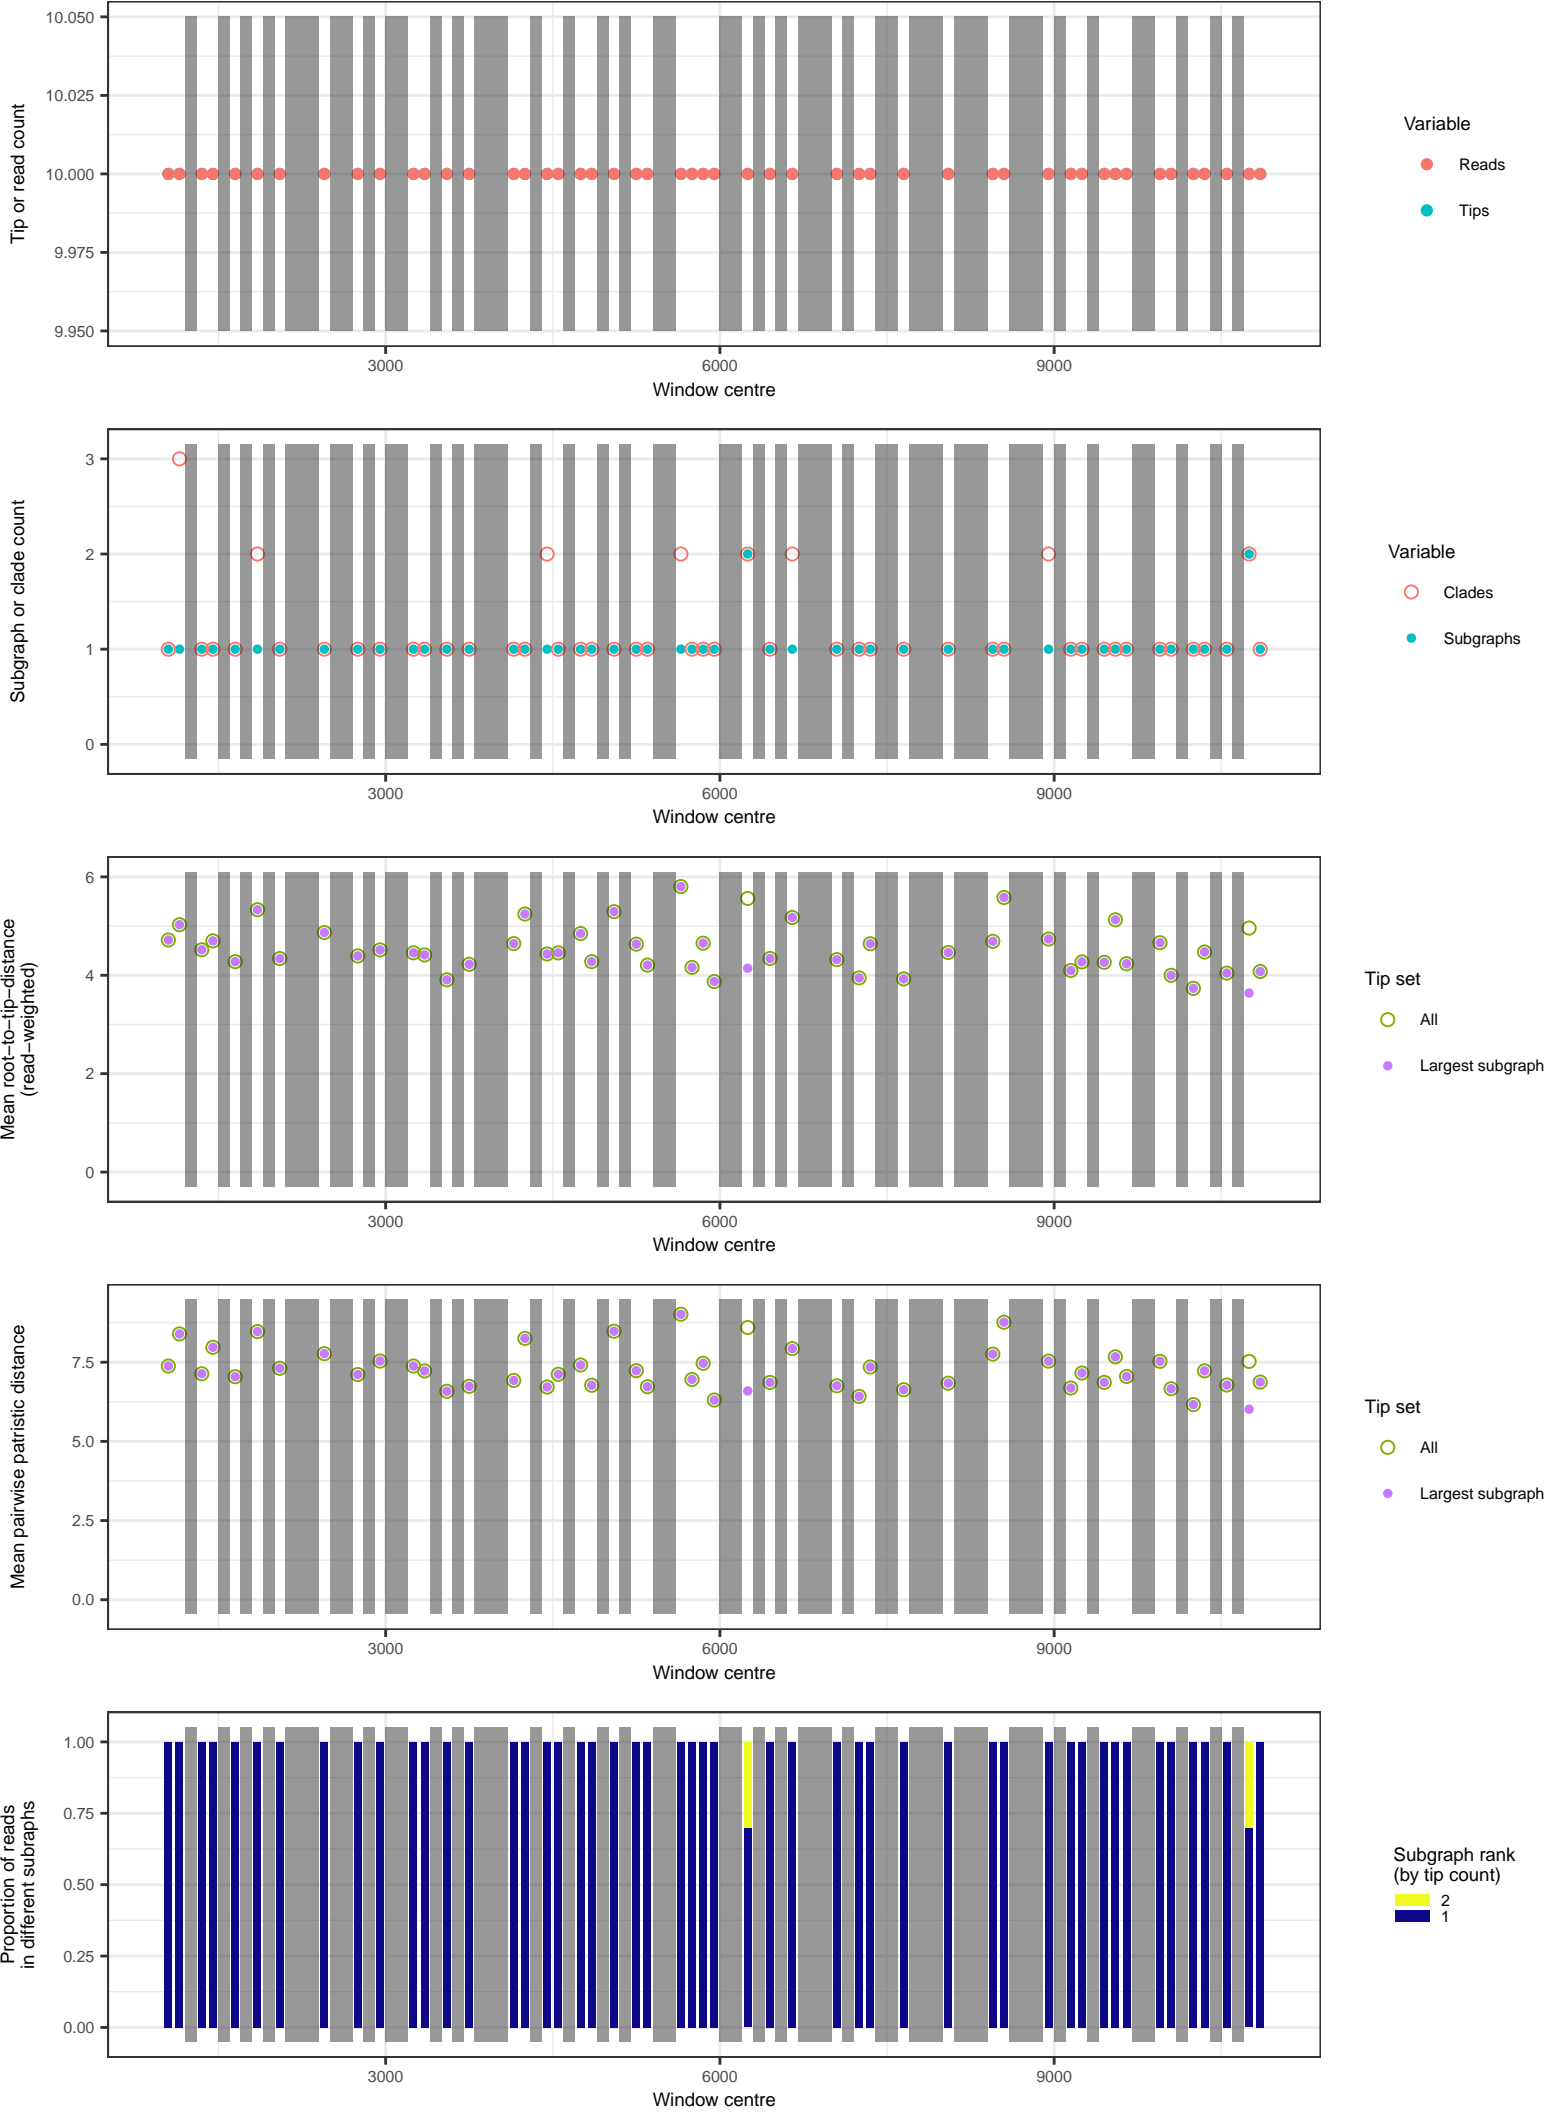 Tip or read count
10.050
10.025
10.000
9.975
9.950
3000
6000
9000
Window centre
Variable
Reads
Tips
Subgraph or clade count
3
2
1
0
3000
6000
9000
Window centre
Variable
Clades
Subgraphs
Mean root−to−tip−distance
(read−weighted)
6
4
2
0
3000
6000
9000
Window centre
Tip set
All
Largest subgraph
Mean pairwise patristic distance
7.5
5.0
2.5
0.0
3000
6000
9000
Window centre
Tip set
All
Largest subgraph
Proportion of reads
in different subraphs
1.00
0.75
0.50
0.25
0.00
3000
6000
9000
Window centre
Subgraph rank
(by tip count)
2
1